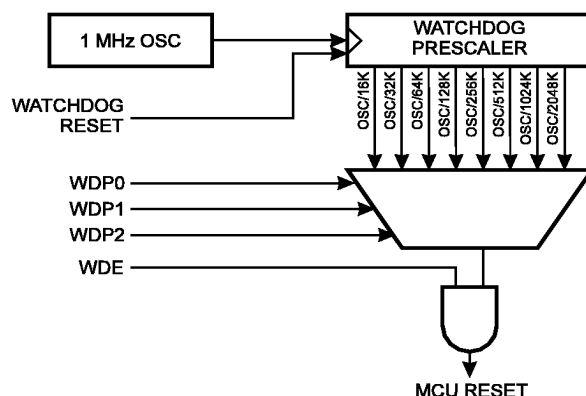 1 MHz OSC
WATCHDOG
PRESCALER
WATCHDOG
RESET
OSC/16K
OSC/32K
OSC/64K
OSC/128K
OSC/256K
OSC/512K
OSC/1024K
OSC/2048K
WDP0
WDP1
WDP2
WDE
MCU RESET